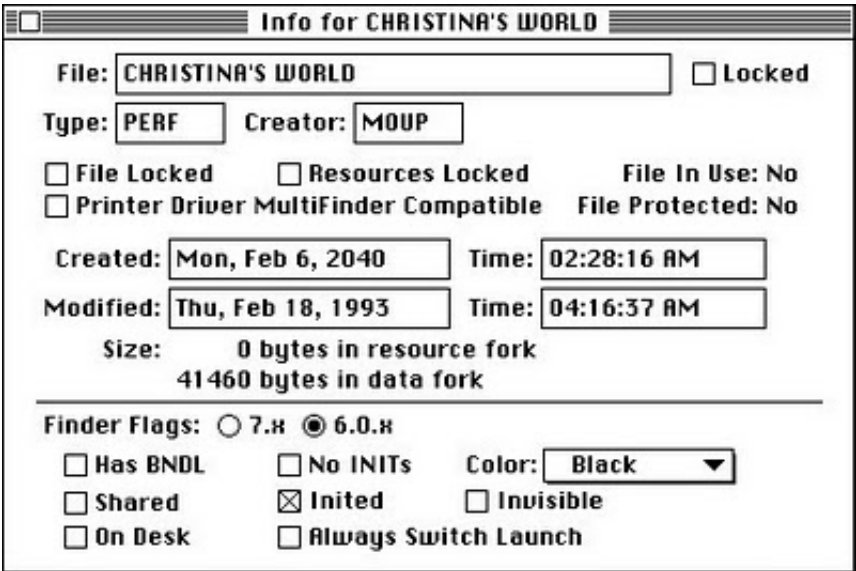 Info for CHRISTINA'S WORLD
File: CHRISTINA'S WORLD Locked
Type: PERF Creator: MOUP
File Locked Resources Locked File In Use: No
Printer Driver MultiFinder Compatible File Protected: No
Created: Mon, Feb 6, 2040 Time: 02:28:16 AM
Modified: Thu, Feb 18, 1993 Time: 04:16:37 AM
Size: 0 bytes in resource fork
41460 bytes in data fork
Finder Flags: 7.x 6.0.x
Has BNDL No INITs Color: Black
Shared Inited Invisible
On Desk Always Switch Launch